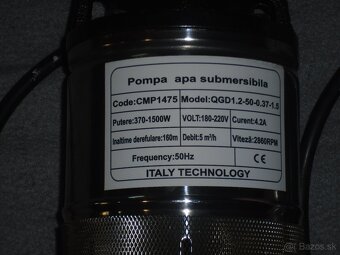 Pompa apa submersibila
Code:CMP1475 Model:QGD1.2-50-0.37-1.5
Putere:370-1500W VOLT:180-220V Curent:4.2A
Inaltime derefulare:160m Debit:5 m³/h Viteză:2860RPM
Frequency:50Hz CE
ITALY TECHNOLOGY
bazos.sk